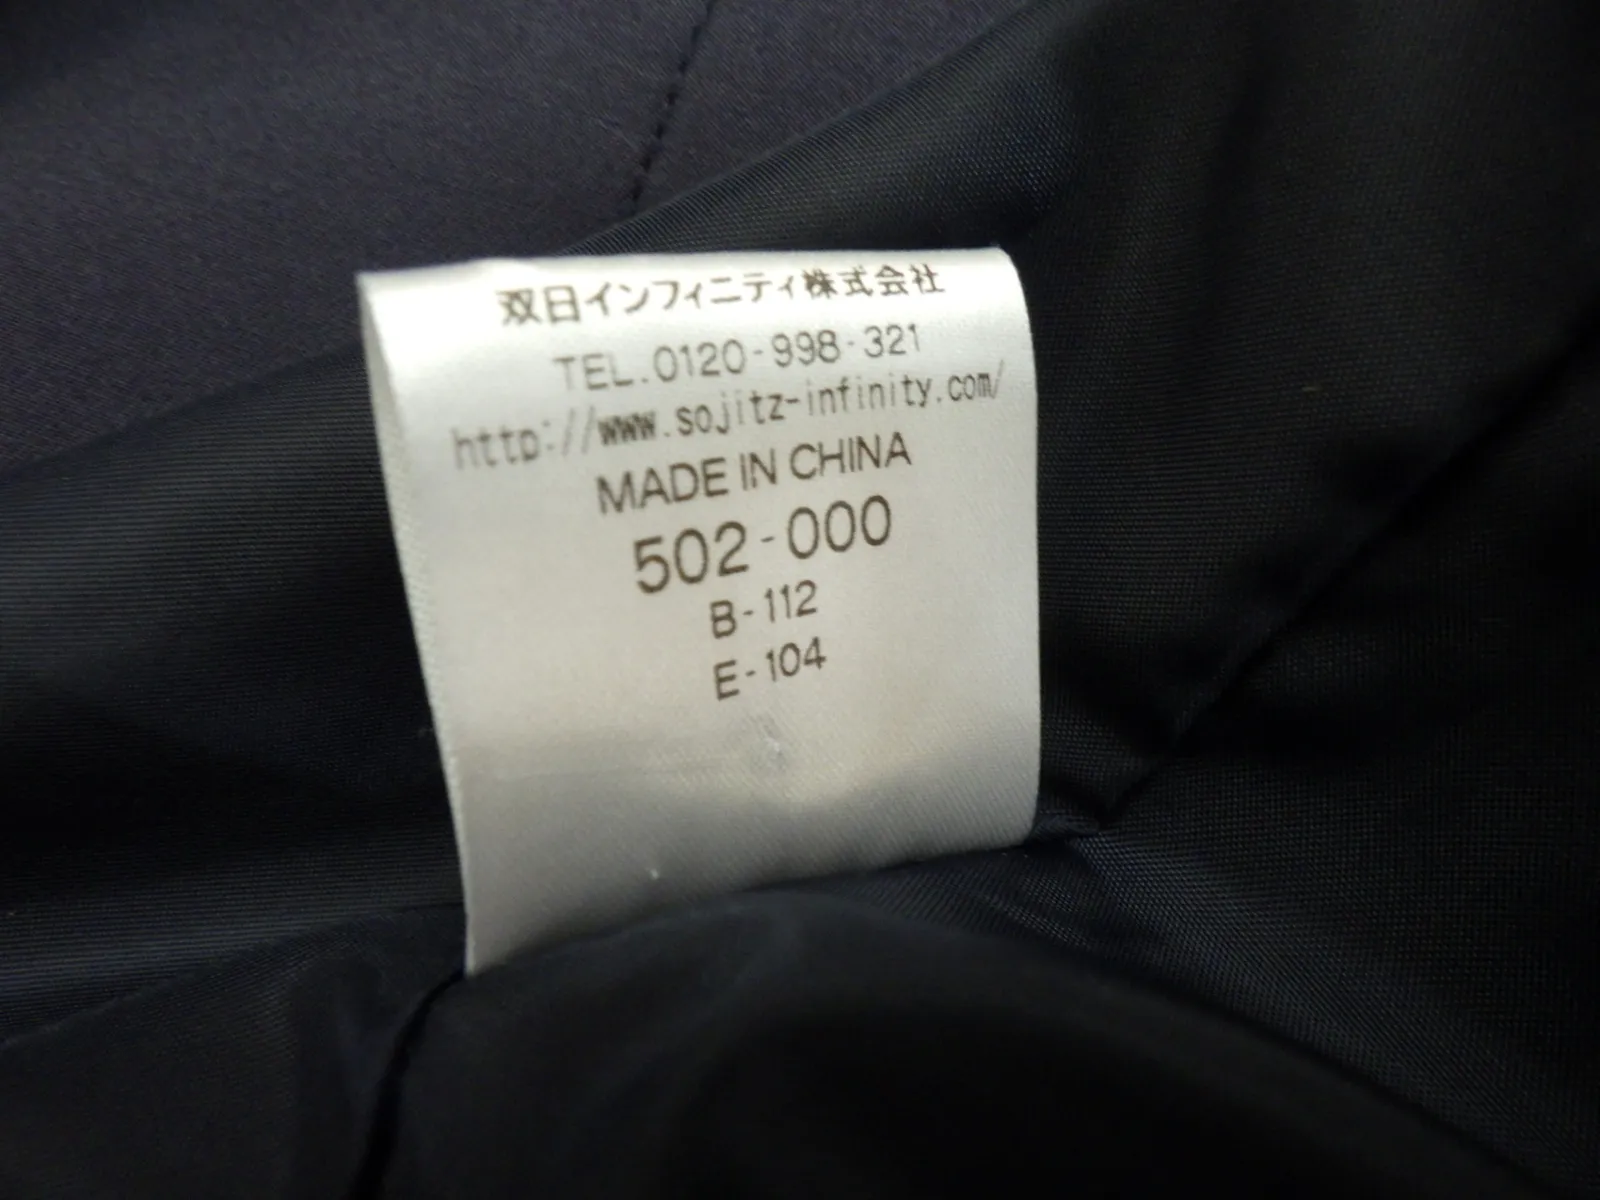 双日インフィニティ株式会社
TEL.0120-998-321
http://www.sojitz-infinity.com/
MADE IN CHINA
502-000
B-112
E-104